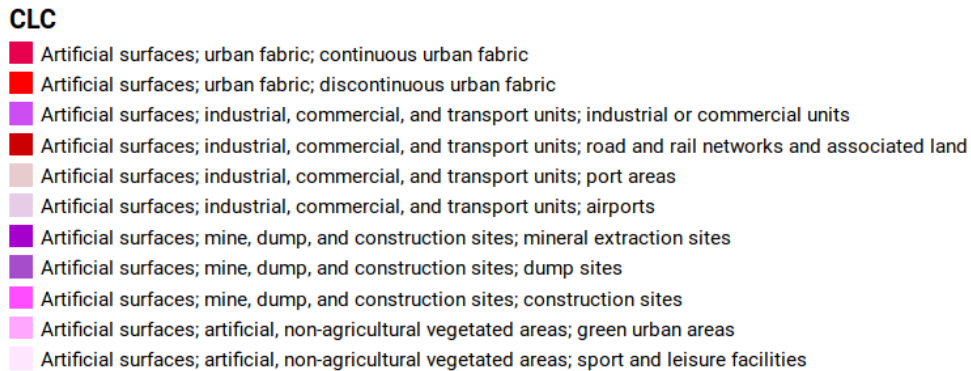 CLC
Artificial surfaces; urban fabric; continuous urban fabric
Artificial surfaces; urban fabric; discontinuous urban fabric
Artificial surfaces; industrial, commercial, and transport units; industrial or commercial units
Artificial surfaces; industrial, commercial, and transport units; road and rail networks and associated land
Artificial surfaces; industrial, commercial, and transport units; port areas
Artificial surfaces; industrial, commercial, and transport units; airports
Artificial surfaces; mine, dump, and construction sites; mineral extraction sites
Artificial surfaces; mine, dump, and construction sites; dump sites
Artificial surfaces; mine, dump, and construction sites; construction sites
Artificial surfaces; artificial, non-agricultural vegetated areas; green urban areas
Artificial surfaces; artificial, non-agricultural vegetated areas; sport and leisure facilities